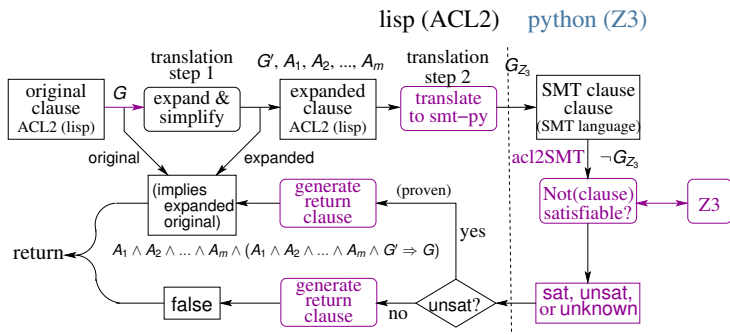 lisp (ACL2)
python (Z3)
translation
step 1
G′, A₁, A₂, ..., Aₘ
translation
step 2
G_Z₃
original
clause
ACL2 (lisp)
G
expand &
simplify
expanded
clause
ACL2 (lisp)
translate
to smt−py
SMT clause
clause
(SMT language)
original
expanded
acl2SMT
¬G_Z₃
(implies
expanded
original)
generate
return
clause
(proven)
Not(clause)
satisfiable?
Z3
yes
return
A₁ ∧ A₂ ∧ ... ∧ Aₘ ∧ (A₁ ∧ A₂ ∧ ... ∧ Aₘ ∧ G′ ⇒ G)
false
generate
return
clause
no
unsat?
sat, unsat,
or unknown